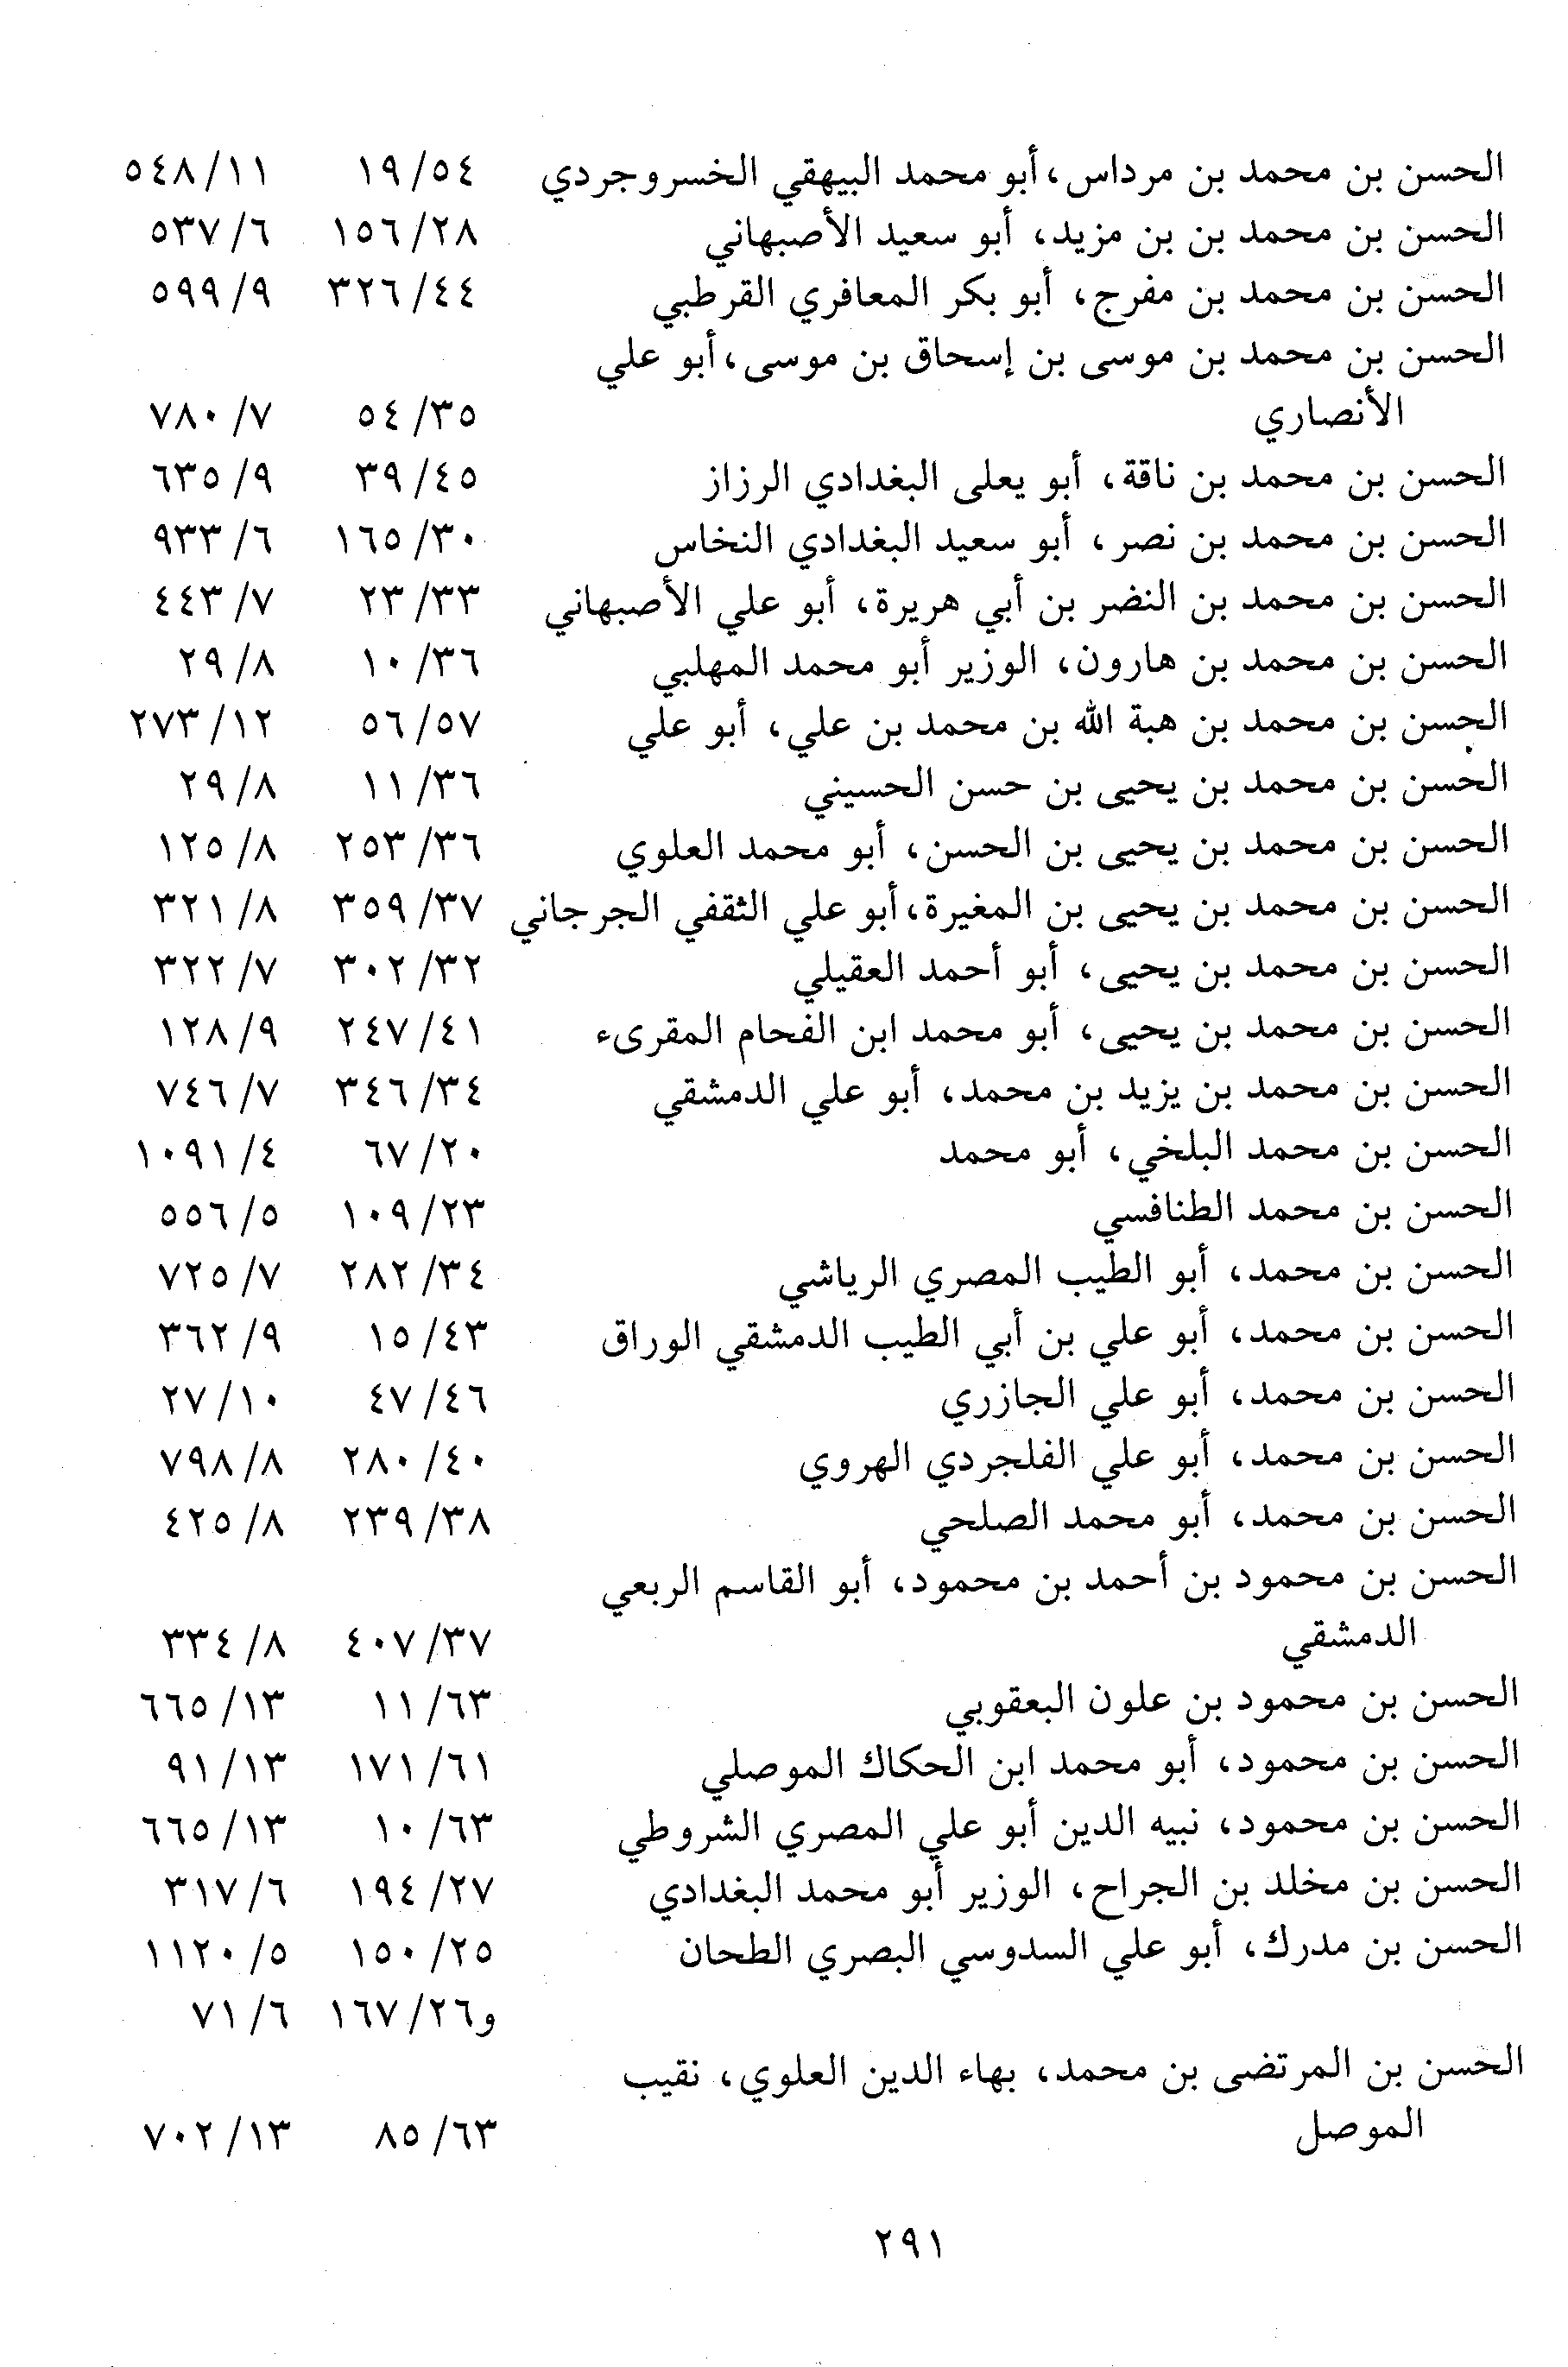 الحسن بن محمد بن مرداس، أبو محمد البيهقي الخسروجردي ٥٤/ ١٩ ١١/ ٥٤٨
الحسن بن محمد بن بن مزيد، أبو سعيد الأصبهاني ٢٨/ ١٥٦ ٦/ ٥٣٧
الحسن بن محمد بن مفرج، أبو بكر المعافري القرطبي ٤٤/ ٣٢٦ ٩/ ٥٩٩
الحسن بن محمد بن موسى بن إسحاق بن موسى، أبو علي
الأنصاري ٣٥/ ٥٤ ٧/ ٧٨٠
الحسن بن محمد بن ناقة، أبو يعلى البغدادي الرزاز ٤٥/ ٣٩ ٩/ ٦٣٥
الحسن بن محمد بن نصر، أبو سعيد البغدادي النخاس ٣٠/ ١٦٥ ٦/ ٩٣٣
الحسن بن محمد بن النضر بن أبي هريرة، أبو علي الأصبهاني ٣٣/ ٢٣ ٧/ ٤٤٣
الحسن بن محمد بن هارون، الوزير أبو محمد المهلبي ٣٦/ ١٠ ٨/ ٢٩
الحسن بن محمد بن هبة الله بن محمد بن علي، أبو علي ٥٧/ ٥٦ ١٢/ ٢٧٣
الحسن بن محمد بن يحيى بن حسن الحسيني ٣٦/ ١١ ٨/ ٢٩
الحسن بن محمد بن يحيى بن الحسن، أبو محمد العلوي ٣٦/ ٢٥٣ ٨/ ١٢٥
الحسن بن محمد بن يحيى بن المغيرة، أبو علي الثقفي الجرجاني ٣٧/ ٣٥٩ ٨/ ٣٢١
الحسن بن محمد بن يحيى، أبو أحمد العقيلي ٣٢/ ٣٠٢ ٧/ ٣٢٢
الحسن بن محمد بن يحيى، أبو محمد ابن الفحام المقرىء ٤١/ ٢٤٧ ٩/ ١٢٨
الحسن بن محمد بن يزيد بن محمد، أبو علي الدمشقي ٣٤/ ٣٤٦ ٧/ ٧٤٦
الحسن بن محمد البلخي، أبو محمد ٢٠/ ٦٧ ٤/ ١٠٩١
الحسن بن محمد الطنافسي ٢٣/ ١٠٩ ٥/ ٥٥٦
الحسن بن محمد، أبو الطيب المصري الرياشي ٣٤/ ٢٨٢ ٧/ ٧٢٥
الحسن بن محمد، أبو علي بن أبي الطيب الدمشقي الوراق ٤٣/ ١٥ ٩/ ٣٦٢
الحسن بن محمد، أبو علي الجازري ٤٦/ ٤٧ ١٠/ ٢٧
الحسن بن محمد، أبو علي الفلجردي الهروي ٤٠/ ٢٨٠ ٨/ ٧٩٨
الحسن بن محمد، أبو محمد الصلحي ٣٨/ ٢٣٩ ٨/ ٤٢٥
الحسن بن محمود بن أحمد بن محمود، أبو القاسم الربعي
الدمشقي ٣٧/ ٤٠٧ ٨/ ٣٣٤
الحسن بن محمود بن علون البعقوبي ٦٣/ ١١ ١٣/ ٦٦٥
الحسن بن محمود، أبو محمد ابن الحكاك الموصلي ٦١/ ١٧١ ١٣/ ٩١
الحسن بن محمود، نبيه الدين أبو علي المصري الشروطي ٦٣/ ١٠ ١٣/ ٦٦٥
الحسن بن مخلد بن الجراح، الوزير أبو محمد البغدادي ٢٧/ ١٩٤ ٦/ ٣١٧
الحسن بن مدرك، أبو علي السدوسي البصري الطحان ٢٥/ ١٥٠ ٥/ ١١٢٠
و٢٦/ ١٦٧ ٦/ ٧١
الحسن بن المرتضى بن محمد، بهاء الدين العلوي، نقيب
الموصل ٦٣/ ٨٥ ١٣/ ٧٠٢
٢٩١